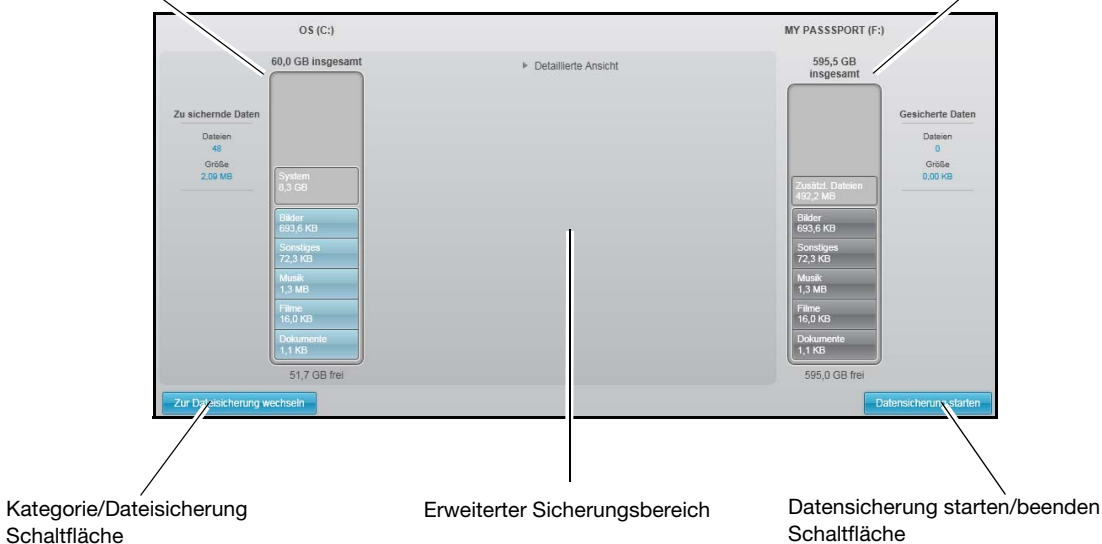 OS (C:)
MY PASSSPORT (F:)
60,0 GB insgesamt
Detaillierte Ansicht
595,5 GB
insgesamt
Zu sichernde Daten
Dateien
48
Größe
2,09 MB
System
8,3 GB
Bilder
693,6 KB
Sonstiges
72,3 KB
Musik
1,3 MB
Filme
16,0 KB
Dokumente
1,1 KB
51,7 GB frei
Zusätzl. Dateien
492,2 MB
Bilder
693,6 KB
Sonstiges
72,3 KB
Musik
1,3 MB
Filme
16,0 KB
Dokumente
1,1 KB
595,0 GB frei
Gesicherte Daten
Dateien
0
Größe
0,00 KB
Zur Dateisicherung wechseln
Datensicherung starten
Kategorie/Dateisicherung
Schaltfläche
Erweiterter Sicherungsbereich
Datensicherung starten/beenden
Schaltfläche